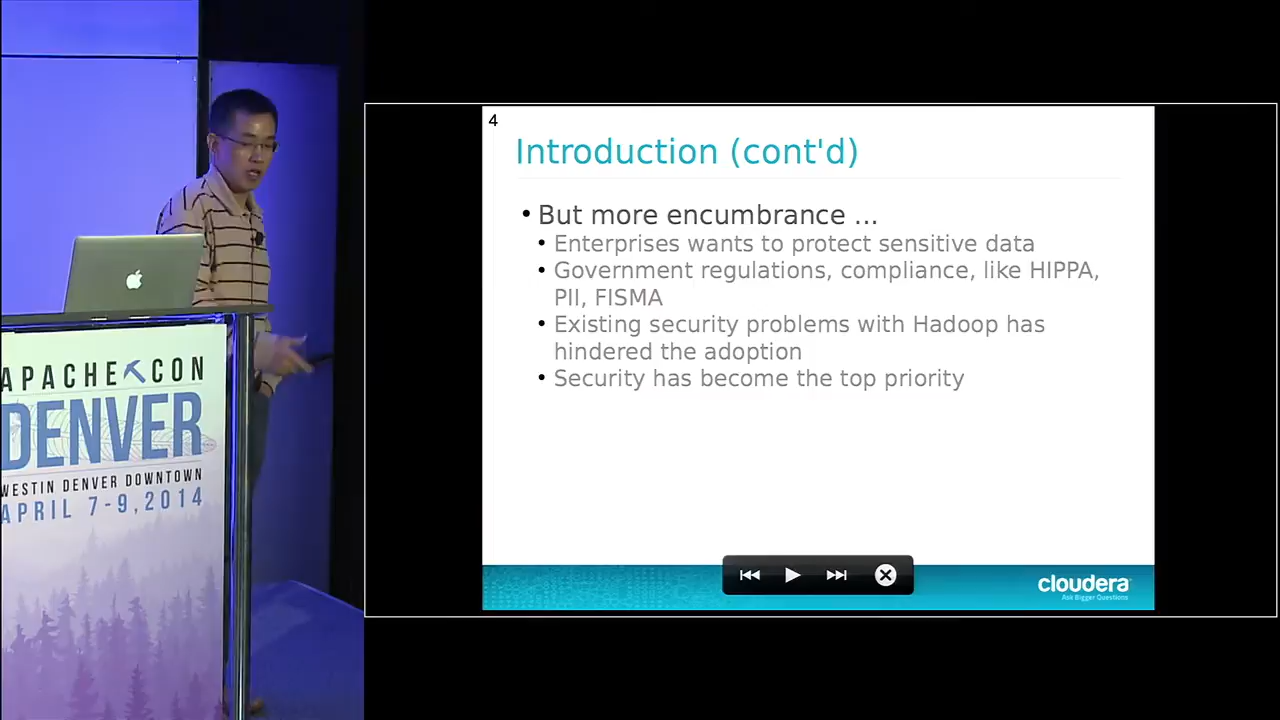 APACHE CON
DENVER
WESTIN DENVER DOWNTOWN
APRIL 7-9, 2014
4
Introduction (cont'd)
• But more encumbrance ...
• Enterprises wants to protect sensitive data
• Government regulations, compliance, like HIPPA,
PII, FISMA
• Existing security problems with Hadoop has
hindered the adoption
• Security has become the top priority
cloudera
Ask Bigger Questions